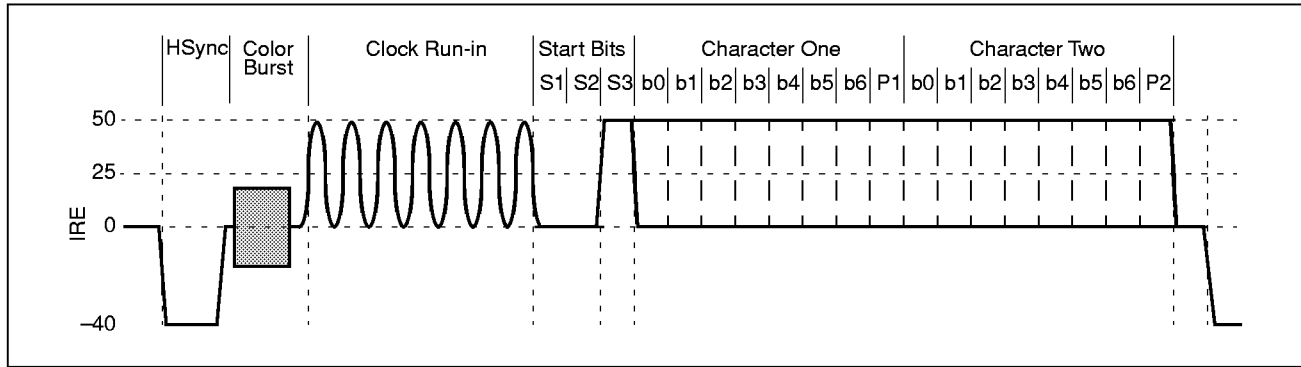 HSync Color Burst Clock Run-in Start Bits Character One Character Two
S1 S2 S3 b0 b1 b2 b3 b4 b5 b6 P1 b0 b1 b2 b3 b4 b5 b6 P2
50
25
0
–40
IRE